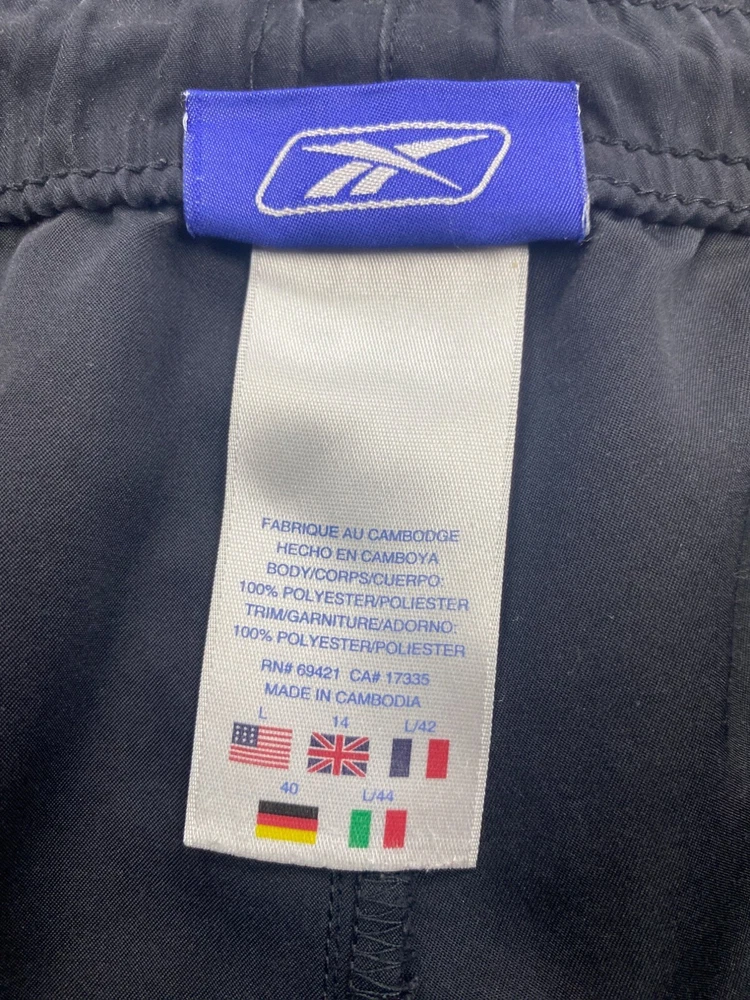 FABRIQUE AU CAMBODGE
HECHO EN CAMBOYA
BODY/CORPS/CUERPO:
100% POLYESTER/POLIESTER
TRIM/GARNITURE/ADORNO:
100% POLYESTER/POLIESTER
RN# 69421 CA# 17335
MADE IN CAMBODIA
L 14 L/42
40 L/44